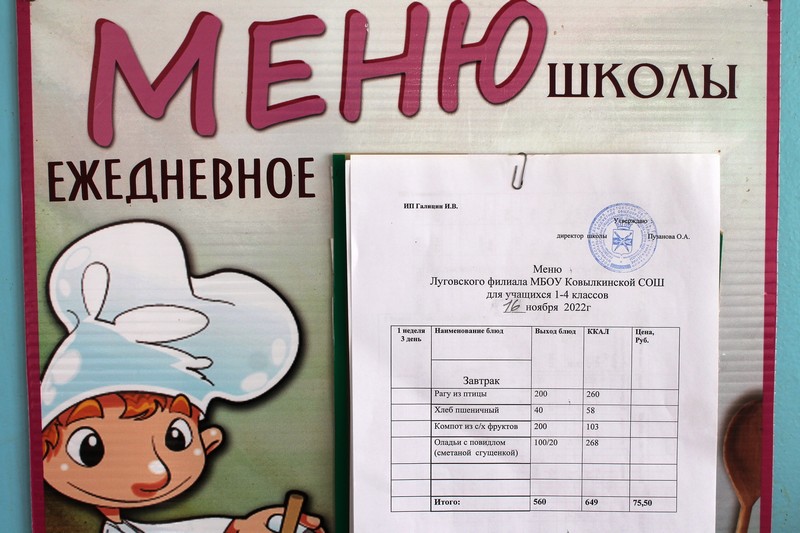 МЕНЮ
ШКОЛЫ
ЕЖЕДНЕВНОЕ
ИП Галицин И.В.
Утверждаю
директор школы Пузанова О.А.
Меню
Луговского филиала МБОУ Ковылкинской СОШ
для учащихся 1-4 классов
16 ноября 2022г
1 неделя Наименование блюд Выход блюд ККАЛ Цена,
3 день Руб.
Завтрак
Рагу из птицы 200 260
Хлеб пшеничный 40 58
Компот из с/х фруктов 200 103
Оладьи с повидлом 100/20 268
(сметаной сгущенкой)
Итого: 560 649 75,50